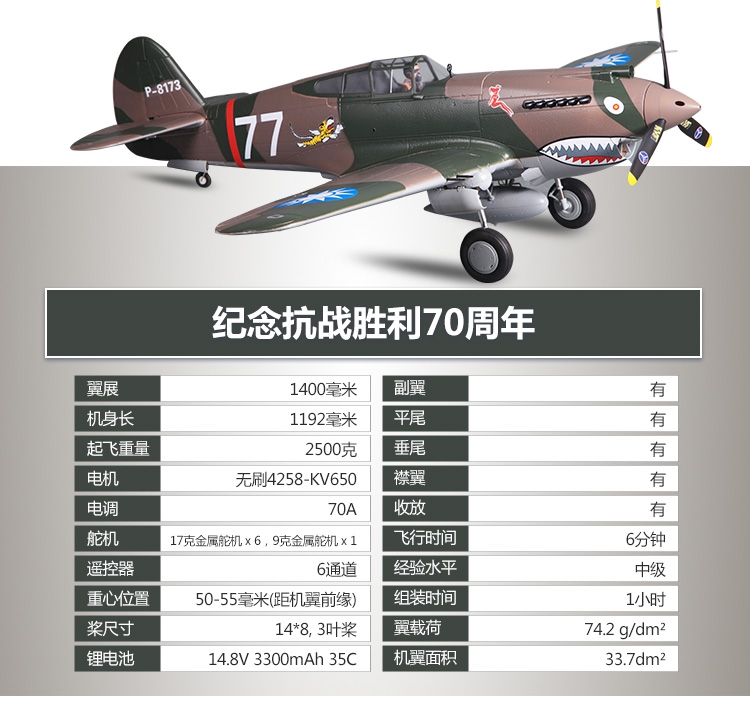 P-8173
77
纪念抗战胜利70周年
翼展 1400毫米
机身长 1192毫米
起飞重量 2500克
电机 无刷4258-KV650
电调 70A
舵机 17克金属舵机 x 6，9克金属舵机 x 1
遥控器 6通道
重心位置 50-55毫米(距机翼前缘)
桨尺寸 14*8, 3叶桨
锂电池 14.8V 3300mAh 35C
副翼 有
平尾 有
垂尾 有
襟翼 有
收放 有
飞行时间 6分钟
经验水平 中级
组装时间 1小时
翼载荷 74.2 g/dm²
机翼面积 33.7dm²